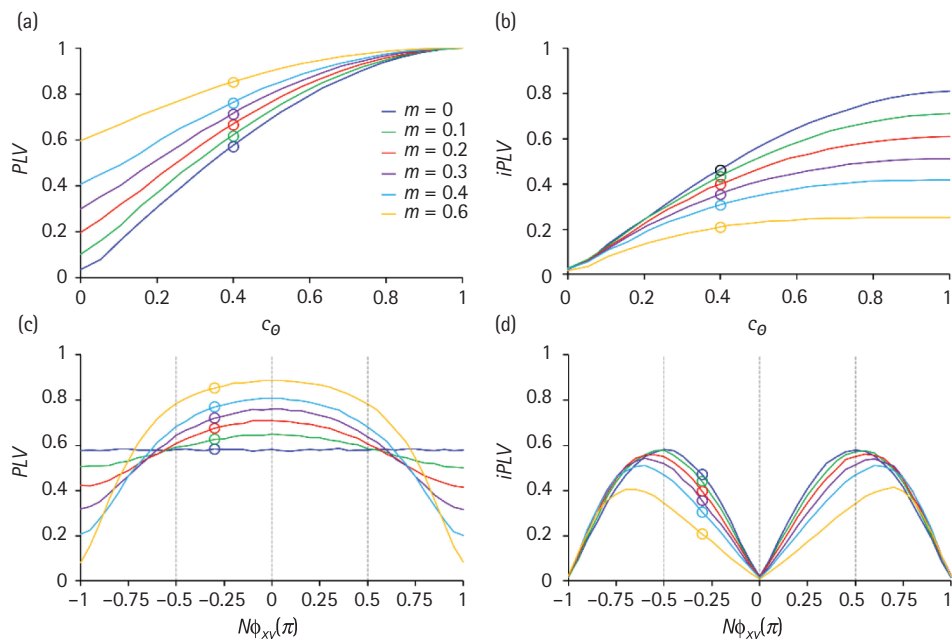 (a)
(b)
1
0.8
0.6
0.4
0.2
0
PLV
m = 0
m = 0.1
m = 0.2
m = 0.3
m = 0.4
m = 0.6
0 0.2 0.4 0.6 0.8 1
cΘ
1
0.8
0.6
0.4
0.2
0
iPLV
0 0.2 0.4 0.6 0.8 1
cΘ
(c)
(d)
1
0.8
0.6
0.4
0.2
0
PLV
−1 −0.75 −0.5 −0.25 0 0.25 0.5 0.75 1
Nϕxy(π)
1
0.8
0.6
0.4
0.2
0
iPLV
−1 −0.75 −0.5 −0.25 0 0.25 0.5 0.75 1
Nϕxy(π)